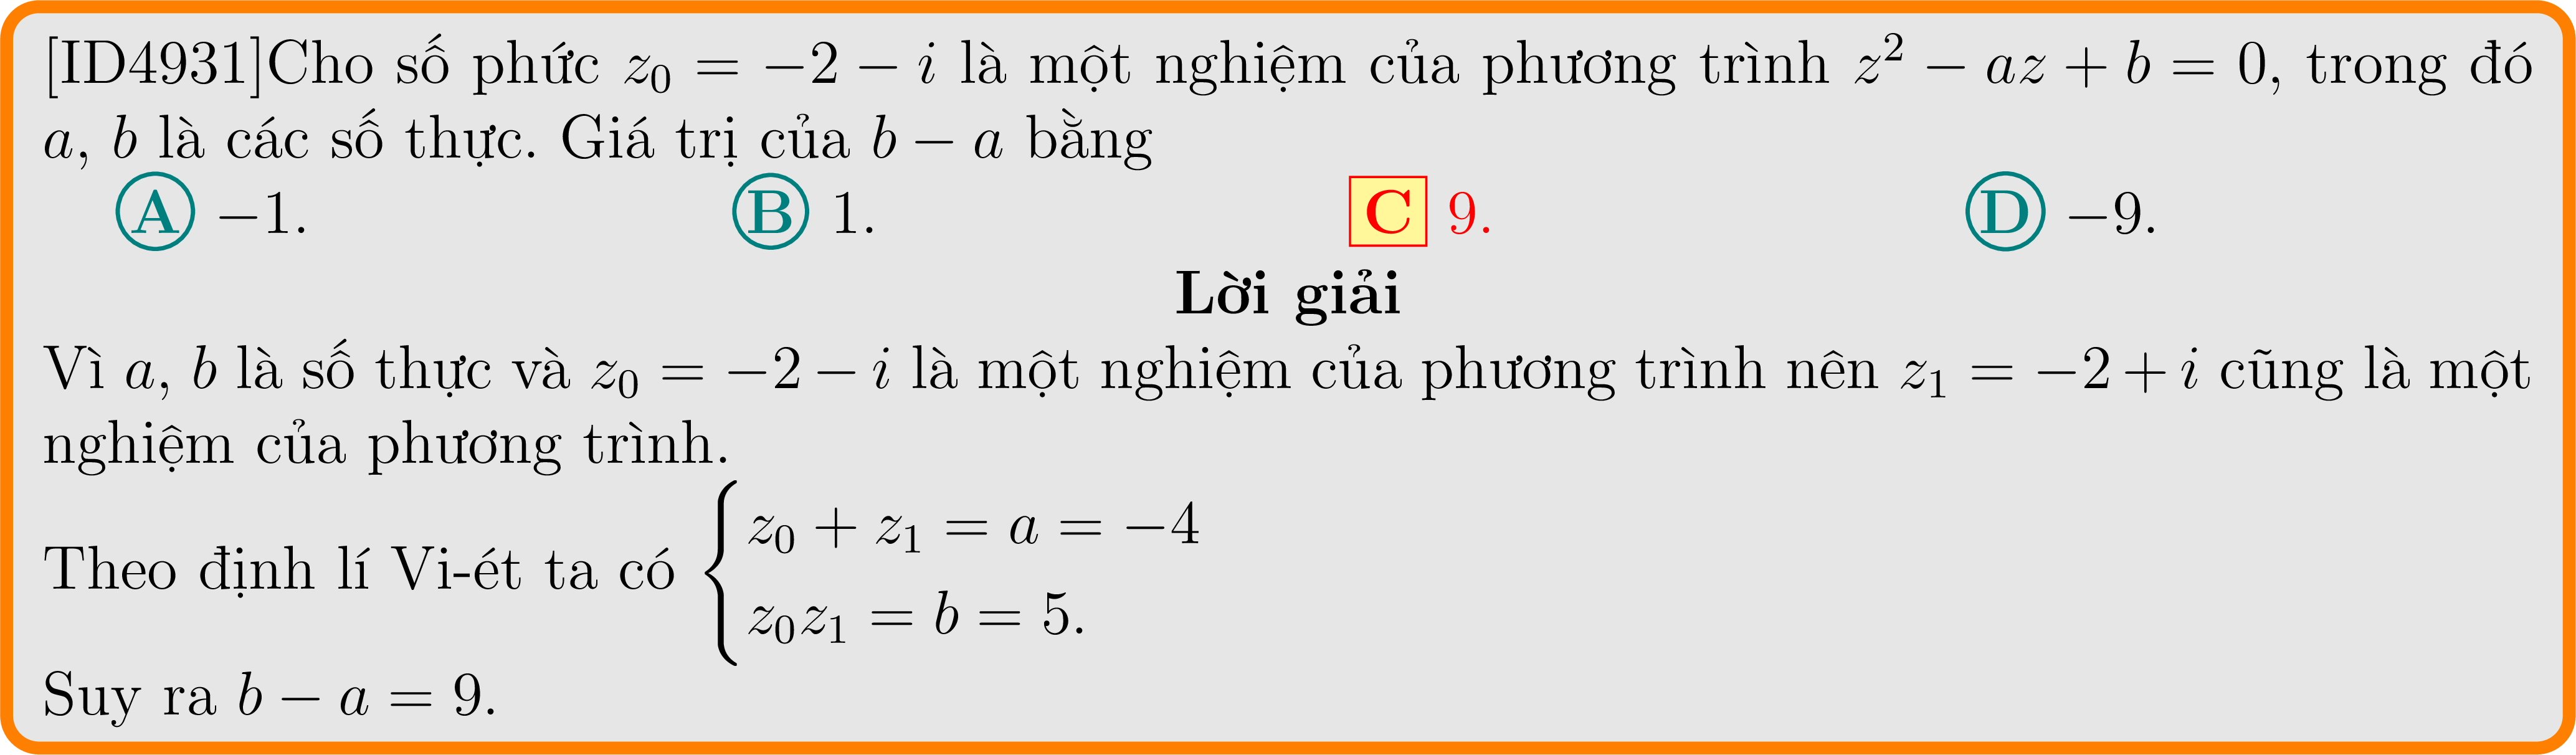 [ID4931]Cho số phức $z_0 = -2 - i$ là một nghiệm của phương trình $z^2 - az + b = 0$, trong đó
$a$, $b$ là các số thực. Giá trị của $b - a$ bằng
Ⓐ $-1$. Ⓑ $1$. C $9$. Ⓓ $-9$.
Lời giải
Vì $a$, $b$ là số thực và $z_0 = -2 - i$ là một nghiệm của phương trình nên $z_1 = -2 + i$ cũng là một
nghiệm của phương trình.
Theo định lí Vi-ét ta có $\begin{cases} z_0 + z_1 = a = -4 \\ z_0 z_1 = b = 5. \end{cases}$
Suy ra $b - a = 9$.